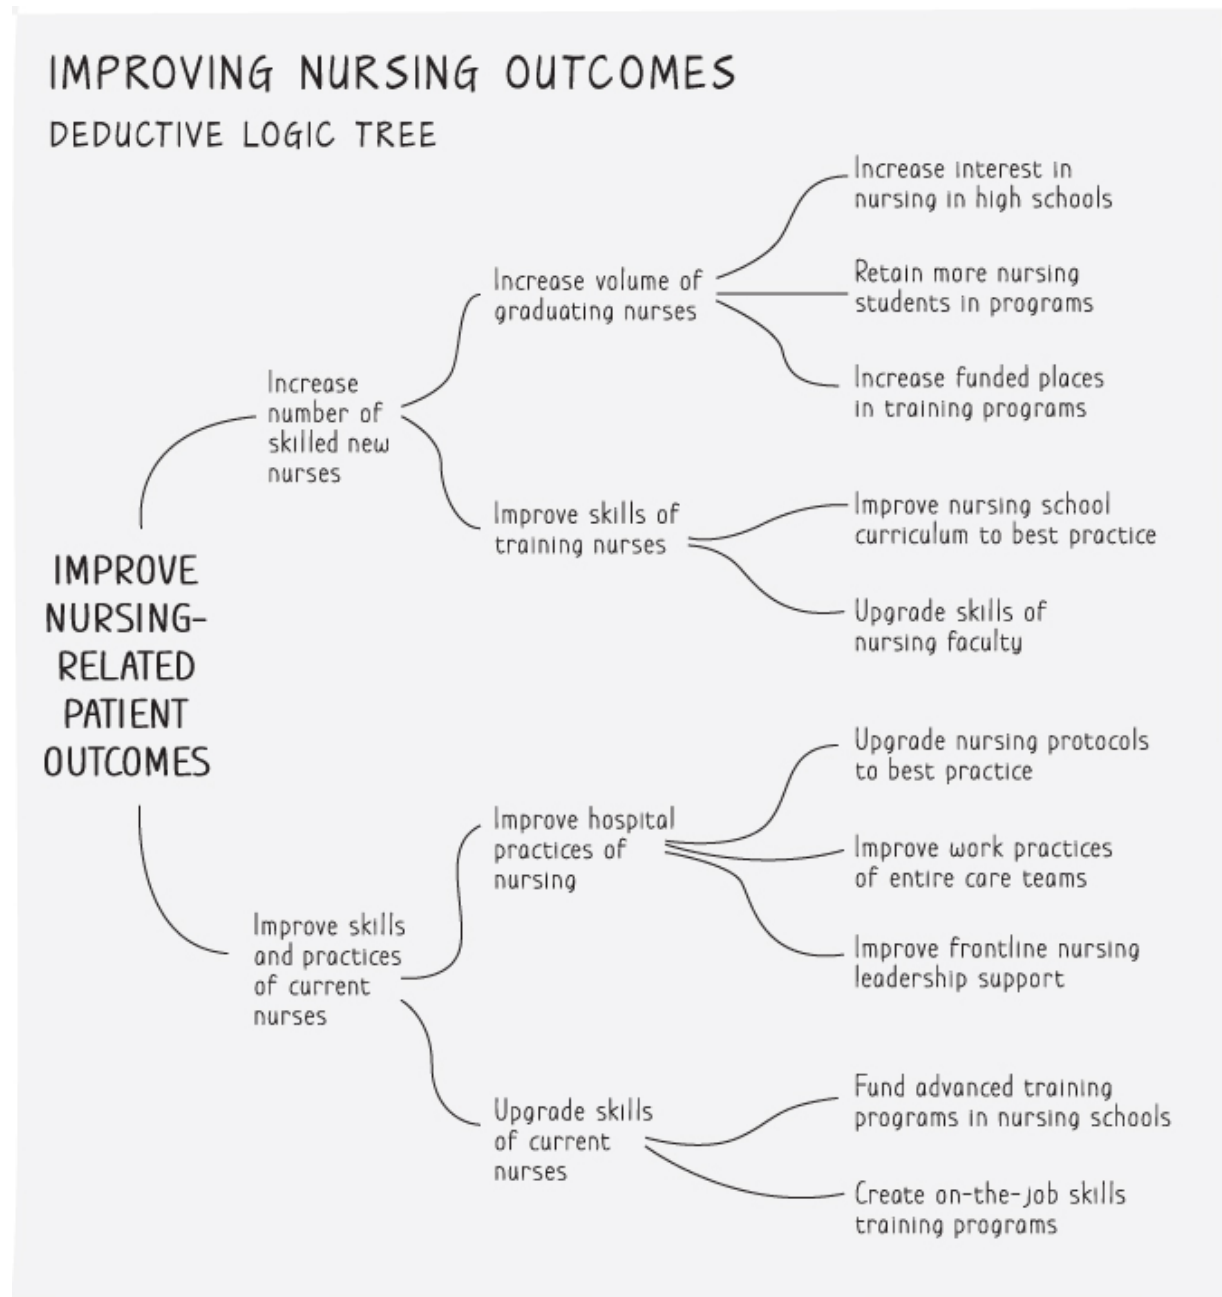 IMPROVING NURSING OUTCOMES
DEDUCTIVE LOGIC TREE
IMPROVE
NURSING-
RELATED
PATIENT
OUTCOMES
Increase
number of
skilled new
nurses
Increase volume of
graduating nurses
Increase interest in
nursing in high schools
Retain more nursing
students in programs
Increase funded places
in training programs
Improve skills of
training nurses
Improve nursing school
curriculum to best practice
Upgrade skills of
nursing faculty
Improve skills
and practices
of current
nurses
Improve hospital
practices of
nursing
Upgrade nursing protocols
to best practice
Improve work practices
of entire care teams
Improve frontline nursing
leadership support
Upgrade skills
of current
nurses
Fund advanced training
programs in nursing schools
Create on-the-job skills
training programs